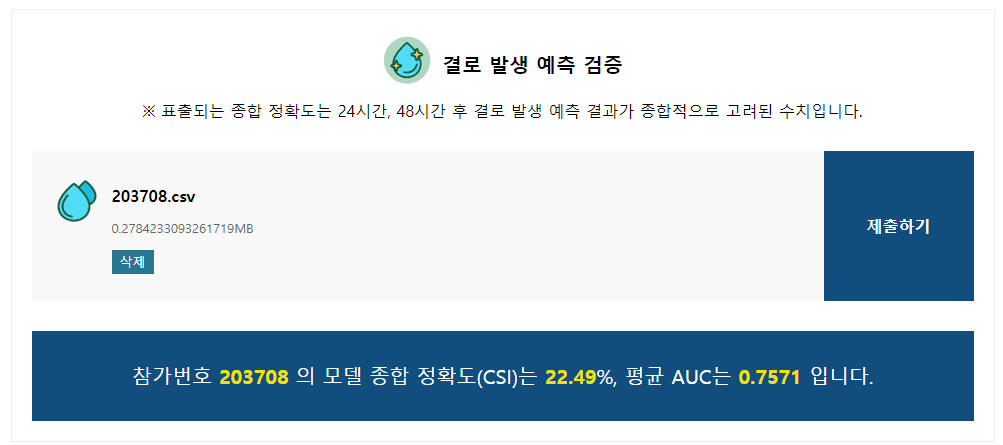 결로 발생 예측 검증
※ 표출되는 종합 정확도는 24시간, 48시간 후 결로 발생 예측 결과가 종합적으로 고려된 수치입니다.
203708.csv
0.2784233093261719MB
삭제
제출하기
참가번호 203708 의 모델 종합 정확도(CSI)는 22.49%, 평균 AUC는 0.7571 입니다.